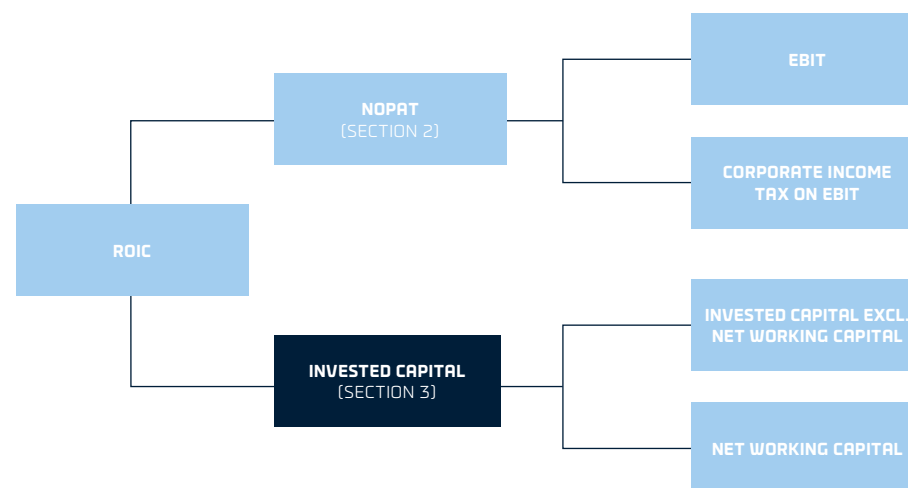 EBIT
NOPAT
(SECTION 2)
CORPORATE INCOME
TAX ON EBIT
ROIC
INVESTED CAPITAL EXCL.
NET WORKING CAPITAL
INVESTED CAPITAL
(SECTION 3)
NET WORKING CAPITAL